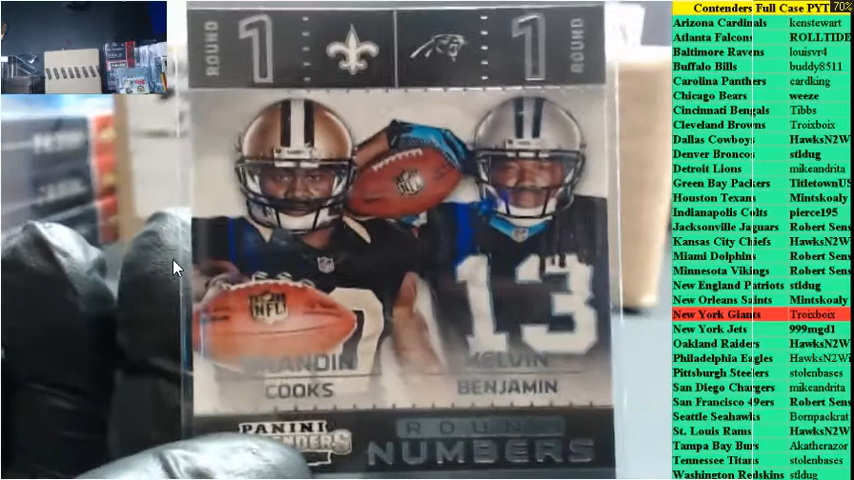 Contenders Full Case PYT 70%
Arizona Cardinals kenstewart
Atlanta Falcons ROLLTIDE
Baltimore Ravens louisvr4
Buffalo Bills buddy8511
Carolina Panthers cardking
Chicago Bears weeze
Cincinnati Bengals Tibbs
Cleveland Browns Troixboix
Dallas Cowboys HawksN2W
Denver Broncos stldug
Detroit Lions mikeandrita
Green Bay Packers TitletownUS
Houston Texans Mintskoaly
Indianapolis Colts pierce195
Jacksonville Jaguars Robert Sens
Kansas City Chiefs HawksN2W
Miami Dolphins Robert Sens
Minnesota Vikings Robert Sens
New England Patriots stldug
New Orleans Saints Mintskoaly
New York Giants Troixboix
New York Jets 999mgd1
Oakland Raiders HawksN2W
Philadelphia Eagles HawksN2Wi
Pittsburgh Steelers stolenbases
San Diego Chargers mikeandrita
San Francisco 49ers Robert Sens
Seattle Seahawks Bornpackrat
St. Louis Rams HawksN2W
Tampa Bay Bucs Akatherazor
Tennessee Titans stolenbases
Washington Redskins stldug
ROUND 1 1 ROUND
NFL
13
COOKS
KELVIN
BENJAMIN
PANINI
ROUND
NUMBERS